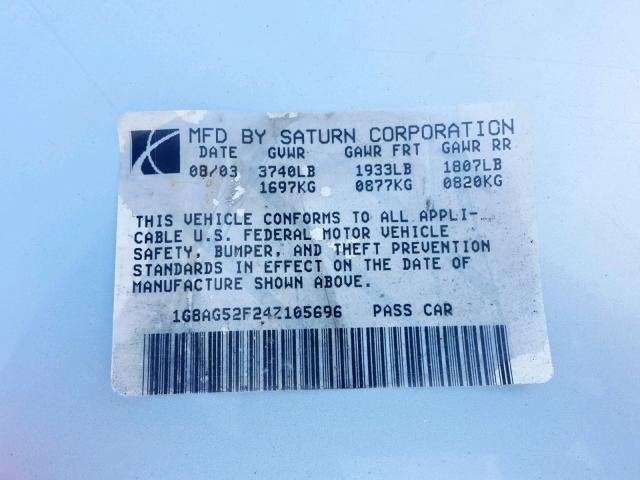 MFD BY SATURN CORPORATION
DATE GVWR GAWR FRT GAWR RR
08/03 3740LB 1933LB 1807LB
1697KG 0877KG 0820KG
THIS VEHICLE CONFORMS TO ALL APPLI-
CABLE U.S. FEDERAL MOTOR VEHICLE
SAFETY, BUMPER, AND THEFT PREVENTION
STANDARDS IN EFFECT ON THE DATE OF
MANUFACTURE SHOWN ABOVE.
1G8AG52F24Z105696 PASS CAR